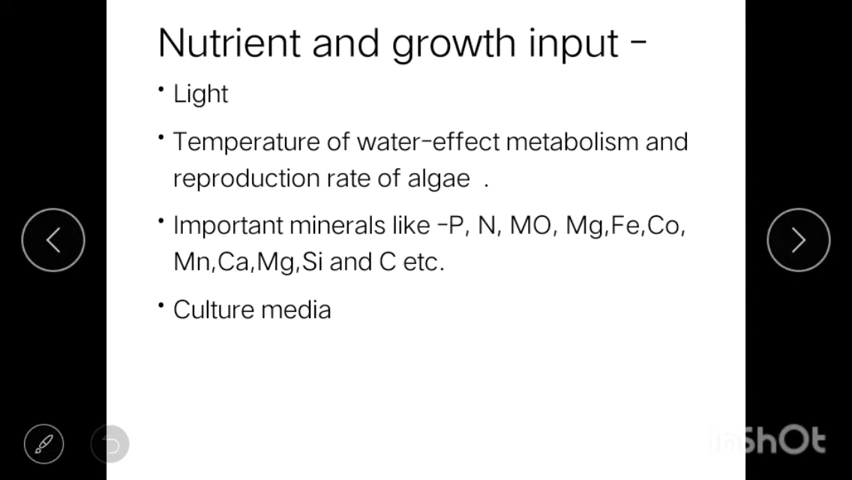 Nutrient and growth input -
• Light
• Temperature of water-effect metabolism and
reproduction rate of algae .
• Important minerals like -P, N, MO, Mg,Fe,Co,
Mn,Ca,Mg,Si and C etc.
• Culture media
InShOt